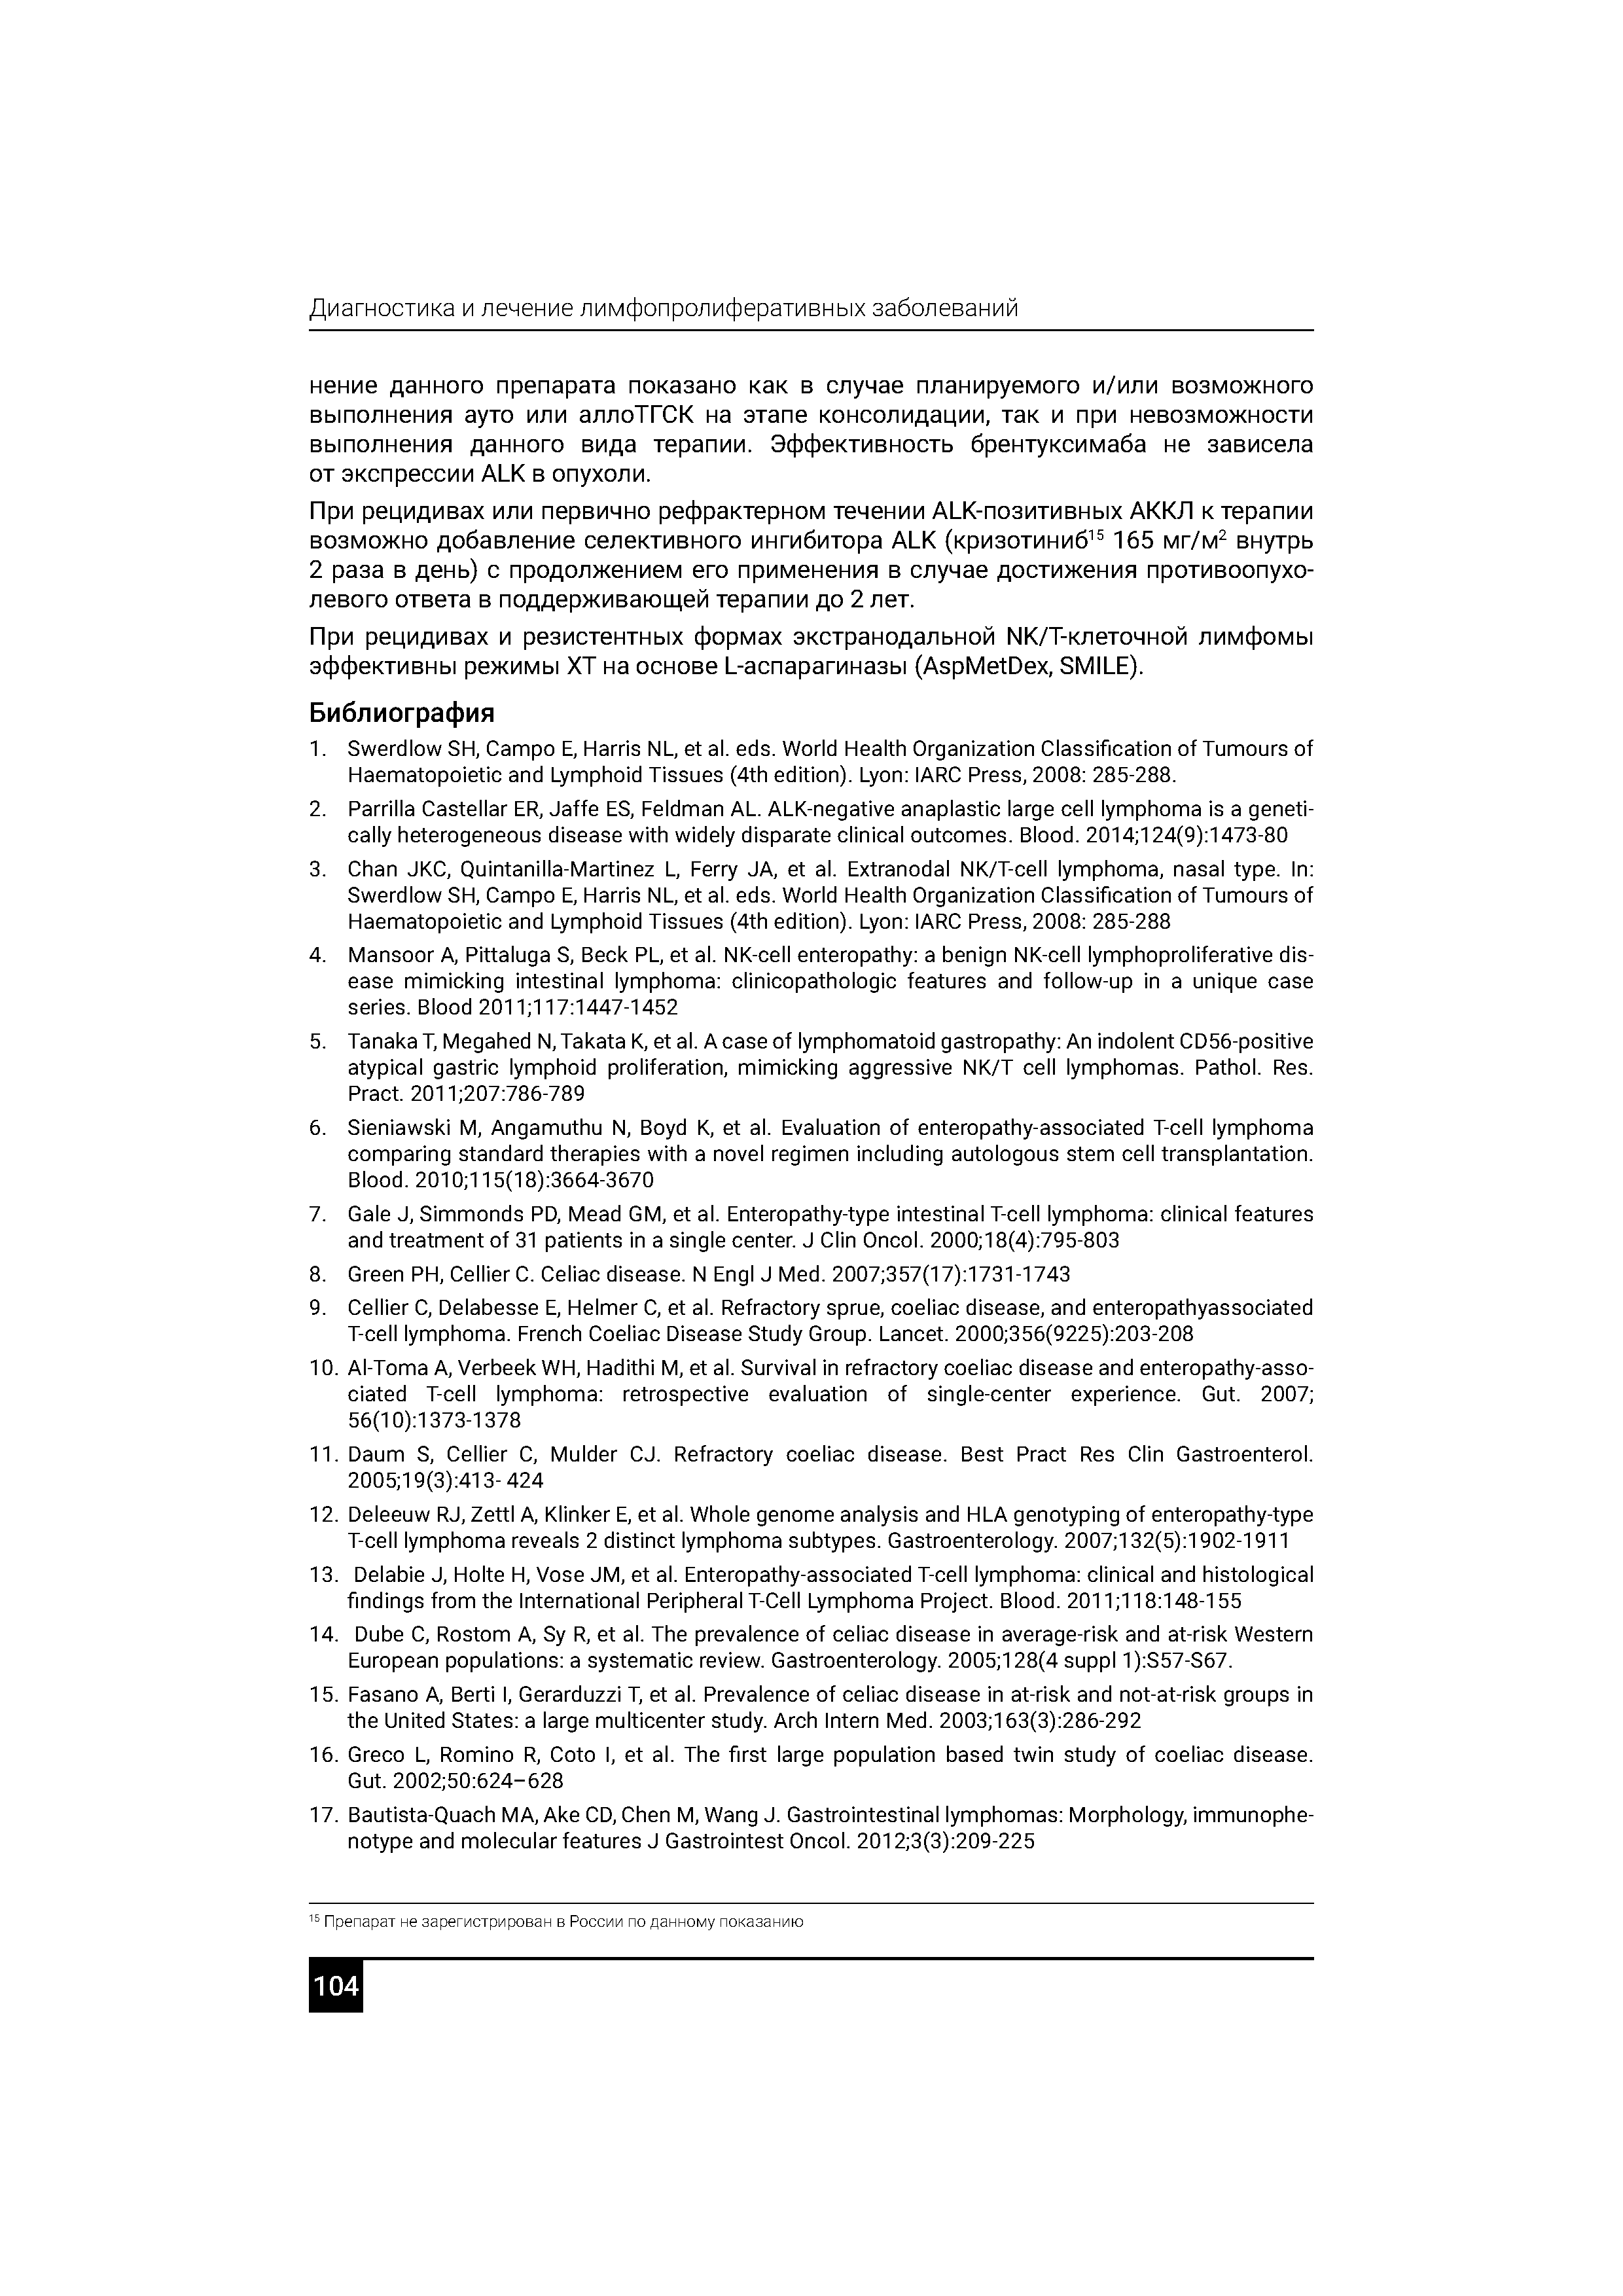 Диагностика и лечение лимфопролиферативных заболеваний
нение данного препарата показано как в случае планируемого и/или возможного
выполнения ауто или аллоТГСК на этапе консолидации, так и при невозможности
выполнения данного вида терапии. Эффективность брентуксимаба не зависела
от экспрессии ALK в опухоли.
При рецидивах или первично рефрактерном течении ALK-позитивных АККЛ к терапии
возможно добавление селективного ингибитора ALK (кризотиниб¹⁵ 165 мг/м² внутрь
2 раза в день) с продолжением его применения в случае достижения противоопухо-
левого ответа в поддерживающей терапии до 2 лет.
При рецидивах и резистентных формах экстранодальной NK/T-клеточной лимфомы
эффективны режимы ХТ на основе L-аспарагиназы (AspMetDex, SMILE).
Библиография
1. Swerdlow SH, Campo E, Harris NL, et al. eds. World Health Organization Classification of Tumours of
Haematopoietic and Lymphoid Tissues (4th edition). Lyon: IARC Press, 2008: 285-288.
2. Parrilla Castellar ER, Jaffe ES, Feldman AL. ALK-negative anaplastic large cell lymphoma is a geneti-
cally heterogeneous disease with widely disparate clinical outcomes. Blood. 2014;124(9):1473-80
3. Chan JKC, Quintanilla-Martinez L, Ferry JA, et al. Extranodal NK/T-cell lymphoma, nasal type. In:
Swerdlow SH, Campo E, Harris NL, et al. eds. World Health Organization Classification of Tumours of
Haematopoietic and Lymphoid Tissues (4th edition). Lyon: IARC Press, 2008: 285-288
4. Mansoor A, Pittaluga S, Beck PL, et al. NK-cell enteropathy: a benign NK-cell lymphoproliferative dis-
ease mimicking intestinal lymphoma: clinicopathologic features and follow-up in a unique case
series. Blood 2011;117:1447-1452
5. Tanaka T, Megahed N, Takata K, et al. A case of lymphomatoid gastropathy: An indolent CD56-positive
atypical gastric lymphoid proliferation, mimicking aggressive NK/T cell lymphomas. Pathol. Res.
Pract. 2011;207:786-789
6. Sieniawski M, Angamuthu N, Boyd K, et al. Evaluation of enteropathy-associated T-cell lymphoma
comparing standard therapies with a novel regimen including autologous stem cell transplantation.
Blood. 2010;115(18):3664-3670
7. Gale J, Simmonds PD, Mead GM, et al. Enteropathy-type intestinal T-cell lymphoma: clinical features
and treatment of 31 patients in a single center. J Clin Oncol. 2000;18(4):795-803
8. Green PH, Cellier C. Celiac disease. N Engl J Med. 2007;357(17):1731-1743
9. Cellier C, Delabesse E, Helmer C, et al. Refractory sprue, coeliac disease, and enteropathyassociated
T-cell lymphoma. French Coeliac Disease Study Group. Lancet. 2000;356(9225):203-208
10. Al-Toma A, Verbeek WH, Hadithi M, et al. Survival in refractory coeliac disease and enteropathy-asso-
ciated T-cell lymphoma: retrospective evaluation of single-center experience. Gut. 2007;
56(10):1373-1378
11. Daum S, Cellier C, Mulder CJ. Refractory coeliac disease. Best Pract Res Clin Gastroenterol.
2005;19(3):413- 424
12. Deleeuw RJ, Zettl A, Klinker E, et al. Whole genome analysis and HLA genotyping of enteropathy-type
T-cell lymphoma reveals 2 distinct lymphoma subtypes. Gastroenterology. 2007;132(5):1902-1911
13. Delabie J, Holte H, Vose JM, et al. Enteropathy-associated T-cell lymphoma: clinical and histological
findings from the International Peripheral T-Cell Lymphoma Project. Blood. 2011;118:148-155
14. Dube C, Rostom A, Sy R, et al. The prevalence of celiac disease in average-risk and at-risk Western
European populations: a systematic review. Gastroenterology. 2005;128(4 suppl 1):S57-S67.
15. Fasano A, Berti I, Gerarduzzi T, et al. Prevalence of celiac disease in at-risk and not-at-risk groups in
the United States: a large multicenter study. Arch Intern Med. 2003;163(3):286-292
16. Greco L, Romino R, Coto I, et al. The first large population based twin study of coeliac disease.
Gut. 2002;50:624–628
17. Bautista-Quach MA, Ake CD, Chen M, Wang J. Gastrointestinal lymphomas: Morphology, immunophe-
notype and molecular features J Gastrointest Oncol. 2012;3(3):209-225
¹⁵ Препарат не зарегистрирован в России по данному показанию
104